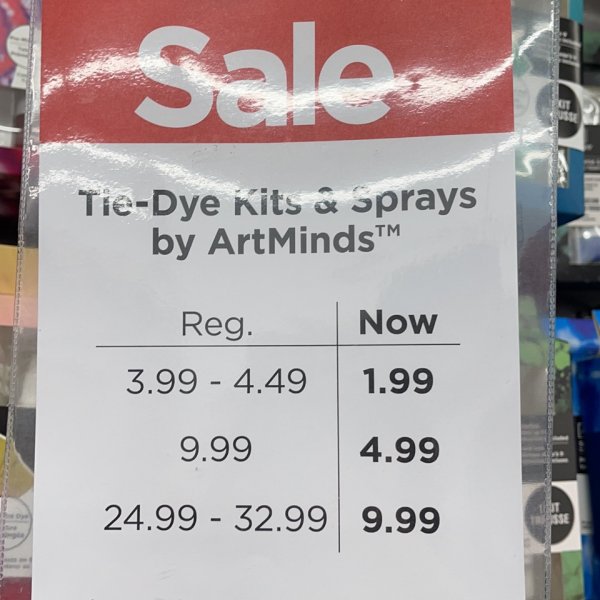 Sale
Tie-Dye Kits & Sprays
by ArtMinds™
Reg. Now
3.99 - 4.49 1.99
9.99 4.99
24.99 - 32.99 9.99